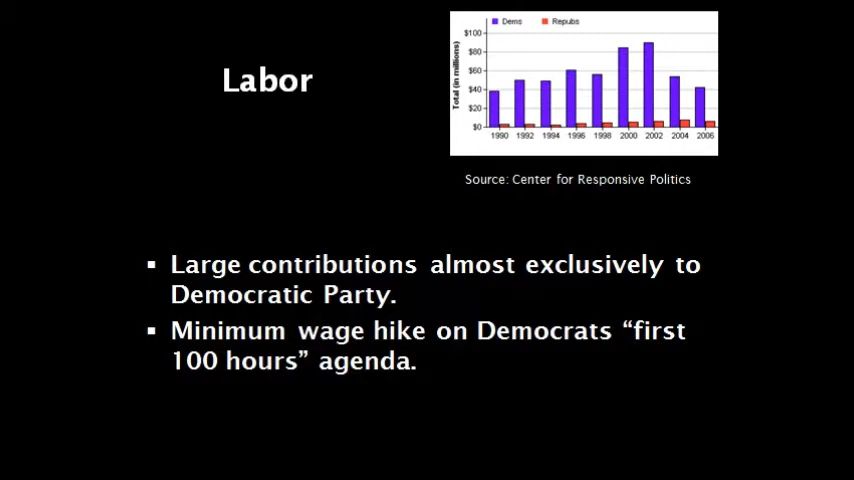 Labor
Dems Repubs
Total (in millions)
$100
$80
$60
$40
$20
$0
1990 1992 1994 1996 1998 2000 2002 2004 2006
Source: Center for Responsive Politics
▪ Large contributions almost exclusively to
Democratic Party.
▪ Minimum wage hike on Democrats “first
100 hours” agenda.